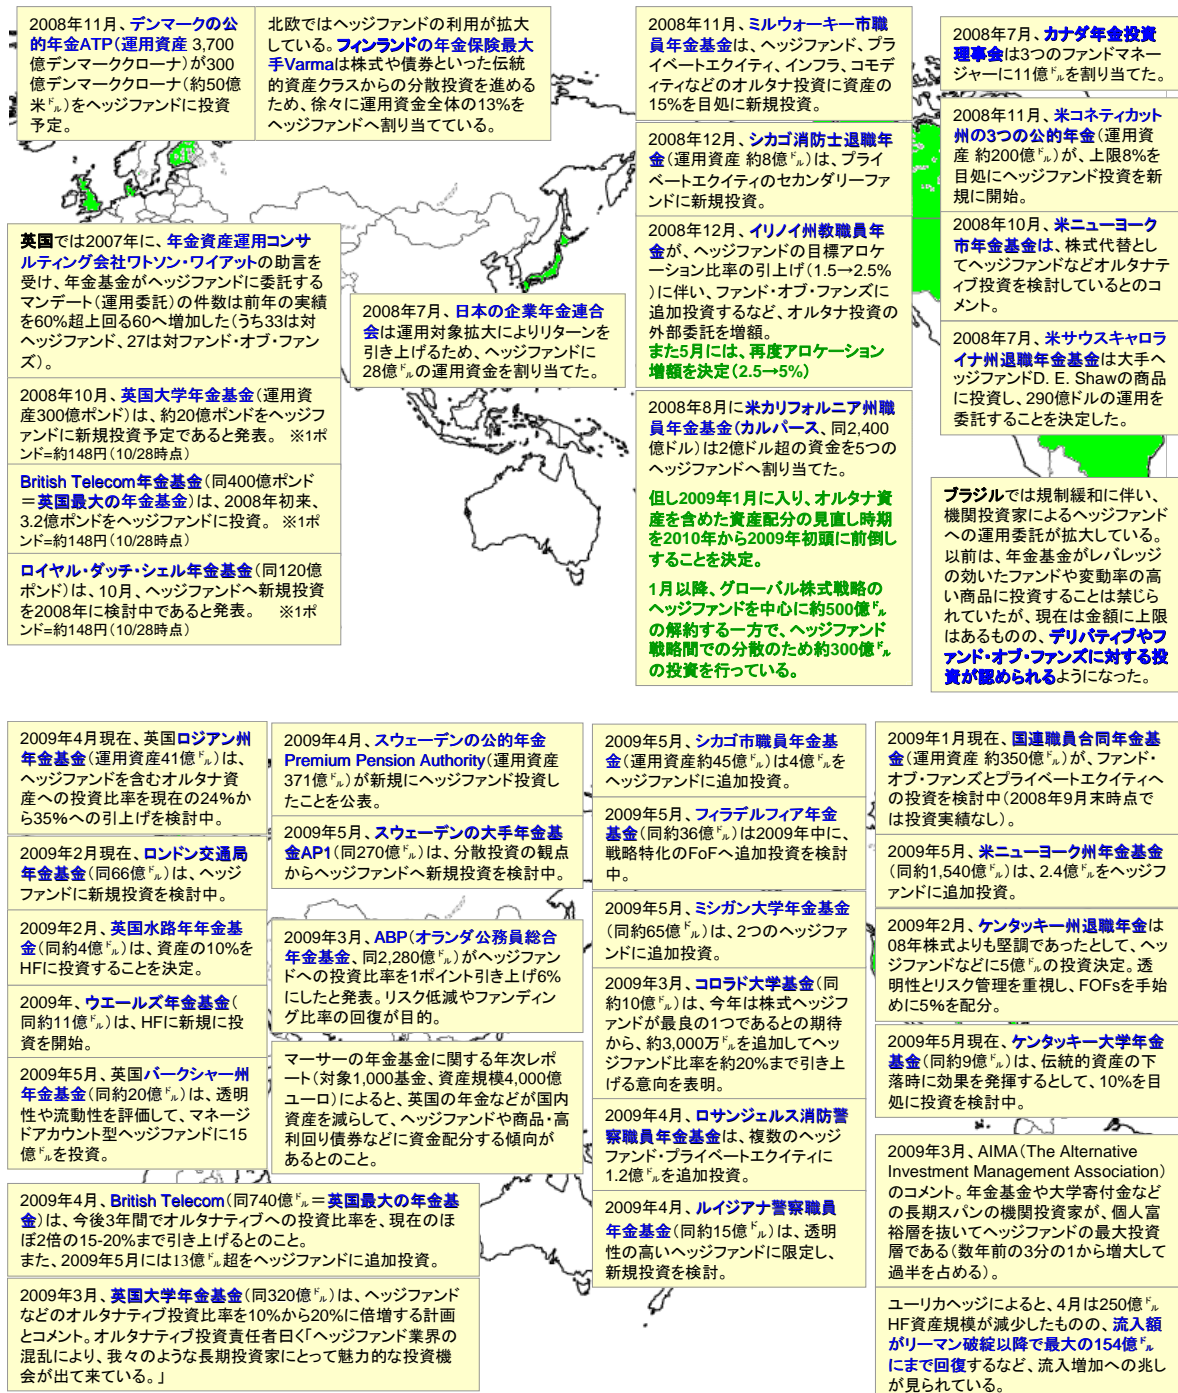 2008年11月、デンマークの公
的年金ATP(運用資産 3,700
億デンマーククローナ)が300
億デンマーククローナ(約50億
米㌦)をヘッジファンドに投資
予定。
北欧ではヘッジファンドの利用が拡大
している。フィンランドの年金保険最大
手Varmaは株式や債券といった伝統
的資産クラスからの分散投資を進める
ため、徐々に運用資金全体の13%を
ヘッジファンドへ割り当てている。
英国では2007年に、年金資産運用コンサ
ルティング会社ワトソン・ワイアットの助言を
受け、年金基金がヘッジファンドに委託する
マンデート(運用委託)の件数は前年の実績
を60%超上回る60へ増加した(うち33は対
ヘッジファンド、27は対ファンド・オブ・ファン
ズ)。
2008年10月、英国大学年金基金(運用資
産300億ポンド)は、約20億ポンドをヘッジフ
ァンドに新規投資予定であると発表。 ※1ポ
ンド=約148円(10/28時点)
British Telecom年金基金(同400億ポンド
=英国最大の年金基金)は、2008年初来、
3.2億ポンドをヘッジファンドに投資。 ※1ポ
ンド=約148円(10/28時点)
ロイヤル・ダッチ・シェル年金基金(同120億
ポンド)は、10月、ヘッジファンドへ新規投資
を2008年に検討中であると発表。 ※1ポ
ンド=約148円(10/28時点)
2008年7月、日本の企業年金連合
会は運用対象拡大によりリターンを
引き上げるため、ヘッジファンドに
28億㌦の運用資金を割り当てた。
2008年11月、ミルウォーキー市職
員年金基金は、ヘッジファンド、プラ
イベートエクイティ、インフラ、コモデ
ィティなどのオルタナ投資に資産の
15%を目処に新規投資。
2008年12月、シカゴ消防士退職年
金(運用資産 約8億㌦)は、プライ
ベートエクイティのセカンダリーファ
ンドに新規投資。
2008年12月、イリノイ州教職員年
金が、ヘッジファンドの目標アロケ
ーション比率の引上げ(1.5→2.5%
)に伴い、ファンド・オブ・ファンズに
追加投資するなど、オルタナ投資の
外部委託を増額。
また5月には、再度アロケーション
増額を決定(2.5→5%)
2008年8月に米カリフォルニア州職
員年金基金(カルパース、同2,400
億ドル)は2億ドル超の資金を5つの
ヘッジファンドへ割り当てた。
但し2009年1月に入り、オルタナ資
産を含めた資産配分の見直し時期
を2010年から2009年初頭に前倒し
することを決定。
1月以降、グローバル株式戦略の
ヘッジファンドを中心に約500億㌦
の解約する一方で、ヘッジファンド
戦略間での分散のため約300億㌦
の投資を行っている。
2008年7月、カナダ年金投資
理事会は3つのファンドマネー
ジャーに11億㌦を割り当てた。
2008年11月、米コネティカット
州の3つの公的年金(運用資
産 約200億㌦)が、上限8%を
目処にヘッジファンド投資を新
規に開始。
2008年10月、米ニューヨーク
市年金基金は、株式代替とし
てヘッジファンドなどオルタナテ
ィブ投資を検討しているとのコ
メント。
2008年7月、米サウスキャロラ
イナ州退職年金基金は大手ヘ
ッジファンドD. E. Shawの商品
に投資し、290億ドルの運用を
委託することを決定した。
ブラジルでは規制緩和に伴い、
機関投資家によるヘッジファンド
への運用委託が拡大している。
以前は、年金基金がレバレッジ
の効いたファンドや変動率の高
い商品に投資することは禁じら
れていたが、現在は金額に上限
はあるものの、デリバティブやフ
ァンド・オブ・ファンズに対する投
資が認められるようになった。
2009年4月現在、英国ロジアン州
年金基金(運用資産41億㌦)は、
ヘッジファンドを含むオルタナ資
産への投資比率を現在の24%か
ら35%への引上げを検討中。
2009年2月現在、ロンドン交通局
年金基金(同66億㌦)は、ヘッジ
ファンドに新規投資を検討中。
2009年2月、英国水路年年金基
金(同約4億㌦)は、資産の10%を
HFに投資することを決定。
2009年、ウエールズ年金基金(
同約11億㌦)は、HFに新規に投
資を開始。
2009年5月、英国バークシャー州
年金基金(同約20億㌦)は、透明
性や流動性を評価して、マネージ
ドアカウント型ヘッジファンドに15
億㌦を投資。
2009年4月、スウェーデンの公的年金
Premium Pension Authority(運用資産
371億㌦)が新規にヘッジファンド投資し
たことを公表。
2009年5月、スウェーデンの大手年金基
金AP1(同270億㌦)は、分散投資の観点
からヘッジファンドへ新規投資を検討中。
2009年3月、ABP(オランダ公務員総合
年金基金、同2,280億㌦)がヘッジファン
ドへの投資比率を1ポイント引き上げ6%
にしたと発表。リスク低減やファンディン
グ比率の回復が目的。
マーサーの年金基金に関する年次レポ
ート(対象1,000基金、資産規模4,000億
ユーロ)によると、英国の年金などが国内
資産を減らして、ヘッジファンドや商品・高
利回り債券などに資金配分する傾向が
あるとのこと。
2009年4月、British Telecom(同740億㌦=英国最大の年金基
金)は、今後3年間でオルタナティブへの投資比率を、現在のほ
ぼ2倍の15-20%まで引き上げるとのこと。
また、2009年5月には13億㌦超をヘッジファンドに追加投資。
2009年3月、英国大学年金基金(同320億㌦)は、ヘッジファンド
などのオルタナティブ投資比率を10%から20%に倍増する計画
とコメント。オルタナティブ投資責任者曰く「ヘッジファンド業界の
混乱により、我々のような長期投資家にとって魅力的な投資機
会が出て来ている。」
2009年5月、シカゴ市職員年金基
金(運用資産約45億㌦)は4億㌦を
ヘッジファンドに追加投資。
2009年5月、フィラデルフィア年金
基金(同約36億㌦)は2009年中に、
戦略特化のFoFへ追加投資を検討
中。
2009年5月、ミシガン大学年金基金
(同約65億㌦)は、2つのヘッジファ
ンドに追加投資。
2009年3月、コロラド大学基金(同
約10億㌦)は、今年は株式ヘッジフ
ァンドが最良の1つであるとの期待
から、約3,000万㌦を追加してヘッ
ジファンド比率を約20%まで引き上
げる意向を表明。
2009年4月、ロサンジェルス消防警
察職員年金基金は、複数のヘッジ
ファンド・プライベートエクイティに
1.2億㌦を追加投資。
2009年4月、ルイジアナ警察職員
年金基金(同約15億㌦)は、透明
性の高いヘッジファンドに限定し、
新規投資を検討。
2009年1月現在、国連職員合同年金基
金(運用資産 約350億㌦)が、ファンド・
オブ・ファンズとプライベートエクイティへ
の投資を検討中(2008年9月末時点で
は投資実績なし)。
2009年5月、米ニューヨーク州年金基金
(同約1,540億㌦)は、2.4億㌦をヘッジフ
ァンドに追加投資。
2009年2月、ケンタッキー州退職年金は
08年株式よりも堅調であったとして、ヘッ
ジファンドなどに5億㌦の投資決定。透
明性とリスク管理を重視し、FOFsを手始
めに5%を配分。
2009年5月現在、ケンタッキー大学年金
基金(同約9億㌦)は、伝統的資産の下
落時に効果を発揮するとして、10%を目
処に投資を検討中。
2009年3月、AIMA(The Alternative
Investment Management Association)
のコメント。年金基金や大学寄付金など
の長期スパンの機関投資家が、個人富
裕層を抜いてヘッジファンドの最大投資
層である(数年前の3分の1から増大して
過半を占める)。
ユーリカヘッジによると、4月は250億㌦
HF資産規模が減少したものの、流入額
がリーマン破綻以降で最大の154億㌦
にまで回復するなど、流入増加への兆し
が見られている。